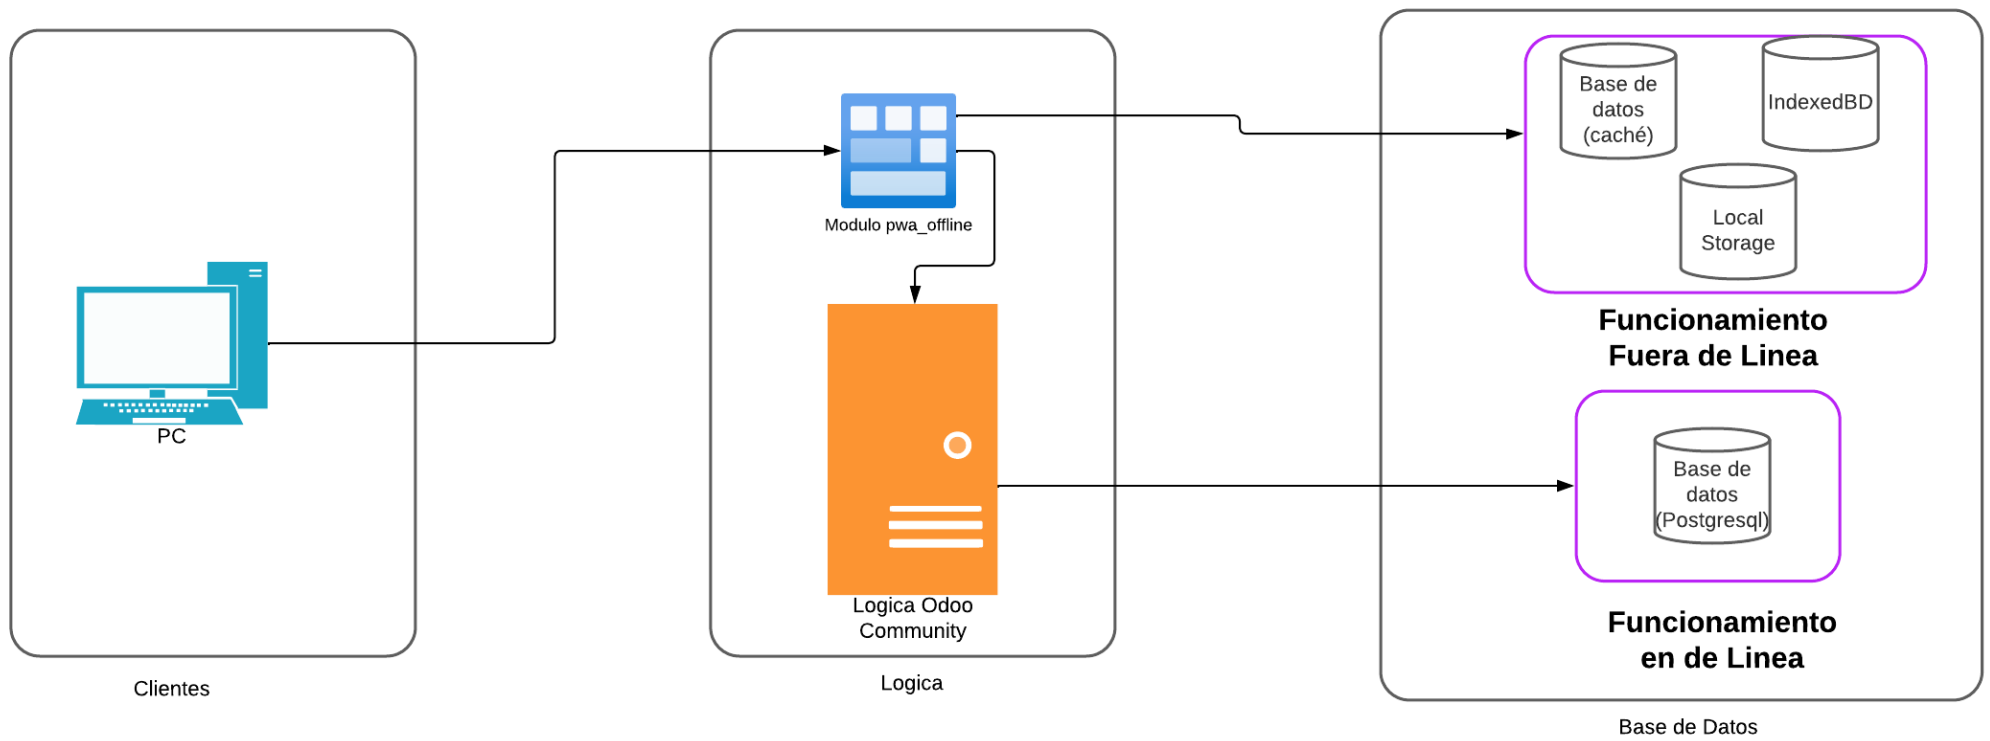 PC
Clientes
Modulo pwa_offline
Logica Odoo
Community
Logica
Base de
datos
(caché)
IndexedBD
Local
Storage
Funcionamiento
Fuera de Linea
Base de
datos
(Postgresql)
Funcionamiento
en de Linea
Base de Datos